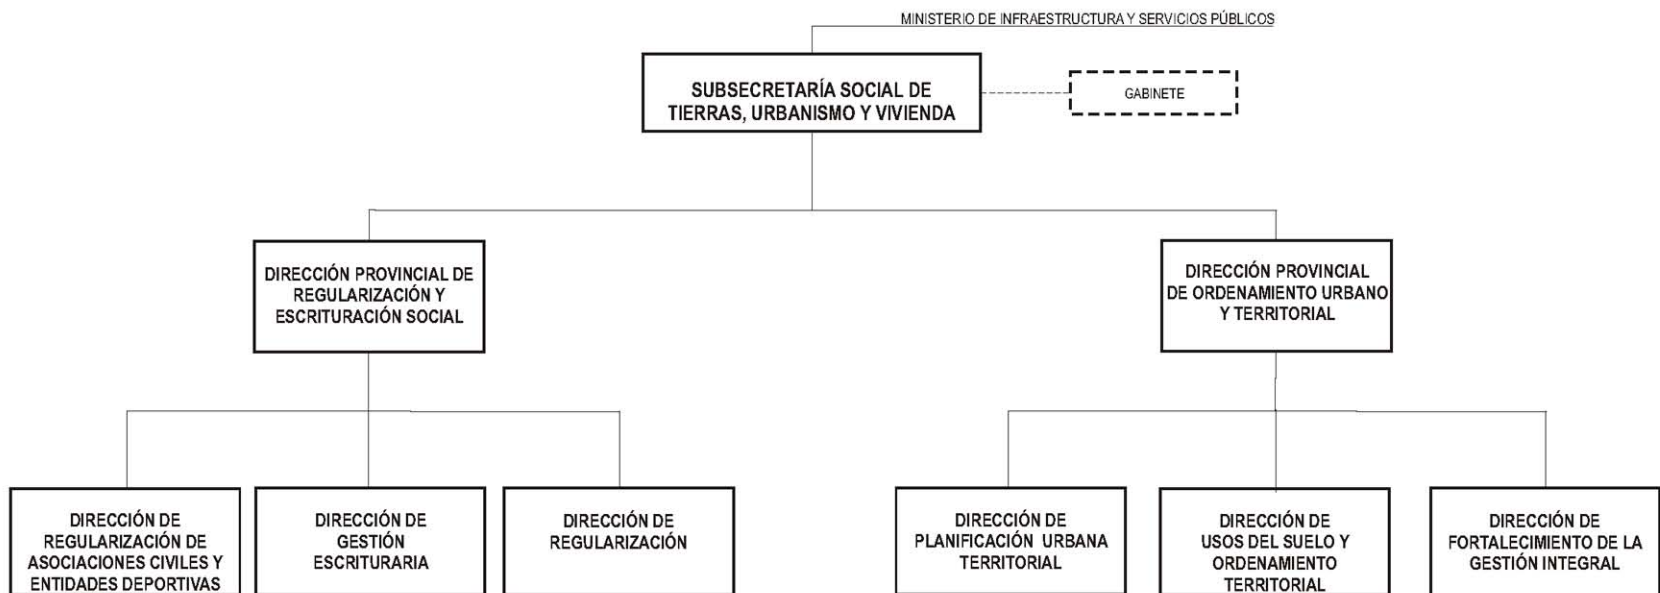 MINISTERIO DE INFRAESTRUCTURA Y SERVICIOS PÚBLICOS
SUBSECRETARÍA SOCIAL DE
TIERRAS, URBANISMO Y VIVIENDA
GABINETE
DIRECCIÓN PROVINCIAL DE
REGULARIZACIÓN Y
ESCRITURACIÓN SOCIAL
DIRECCIÓN PROVINCIAL
DE ORDENAMIENTO URBANO
Y TERRITORIAL
DIRECCIÓN DE
REGULARIZACIÓN DE
ASOCIACIONES CIVILES Y
ENTIDADES DEPORTIVAS
DIRECCIÓN DE
GESTIÓN
ESCRITURARIA
DIRECCIÓN DE
REGULARIZACIÓN
DIRECCIÓN DE
PLANIFICACIÓN URBANA
TERRITORIAL
DIRECCIÓN DE
USOS DEL SUELO Y
ORDENAMIENTO
TERRITORIAL
DIRECCIÓN DE
FORTALECIMIENTO DE LA
GESTIÓN INTEGRAL